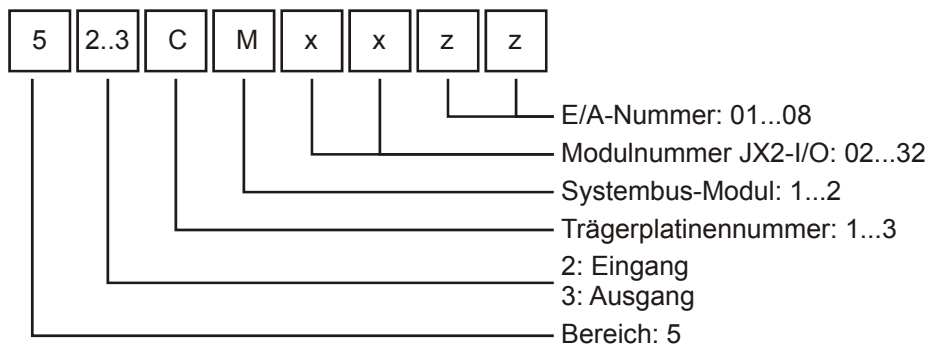 5 2..3 C M x x z z
E/A-Nummer: 01...08
Modulnummer JX2-I/O: 02...32
Systembus-Modul: 1...2
Trägerplatinennummer: 1...3
2: Eingang
3: Ausgang
Bereich: 5